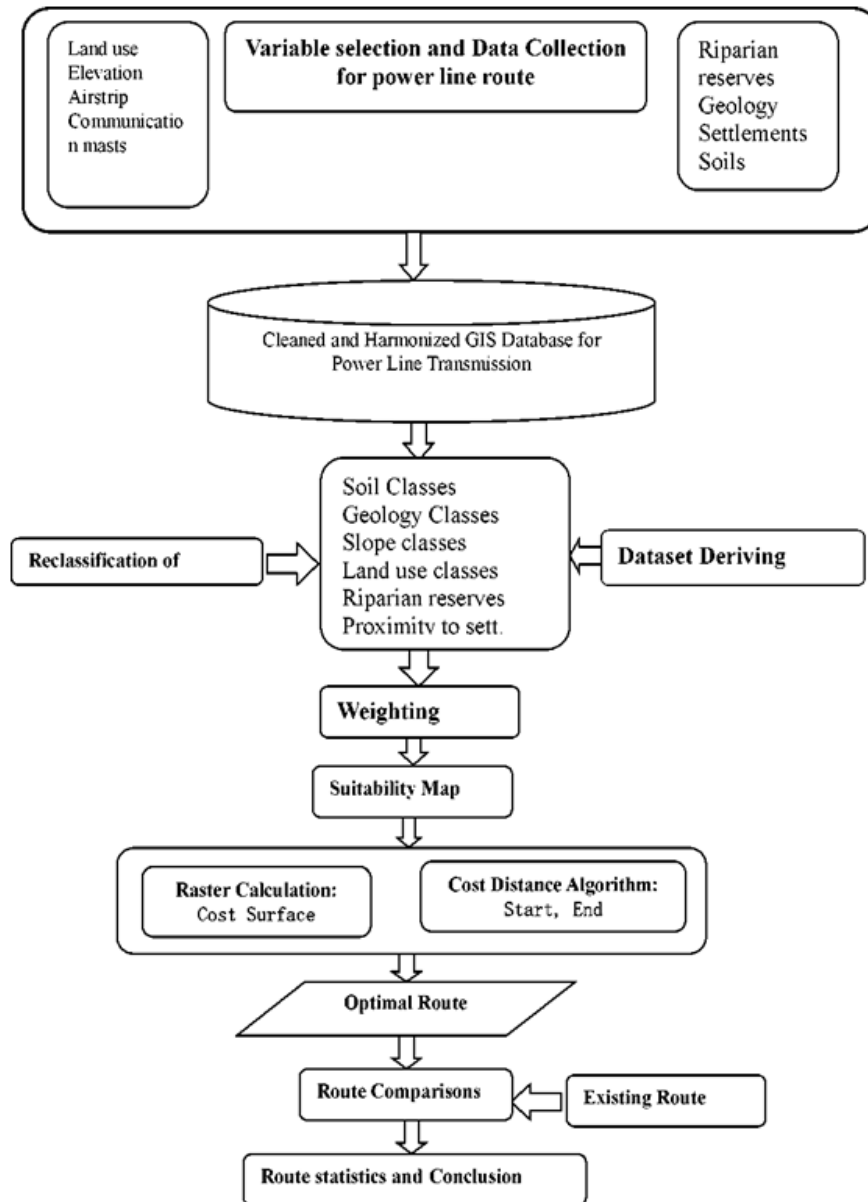 Land use
Elevation
Airstrip
Communicatio
n masts
Variable selection and Data Collection
for power line route
Riparian
reserves
Geology
Settlements
Soils
Cleaned and Harmonized GIS Database for
Power Line Transmission
Soil Classes
Geology Classes
Slope classes
Land use classes
Riparian reserves
Proximity to sett.
Reclassification of
Dataset Deriving
Weighting
Suitability Map
Raster Calculation:
Cost Surface
Cost Distance Algorithm:
Start, End
Optimal Route
Route Comparisons
Existing Route
Route statistics and Conclusion